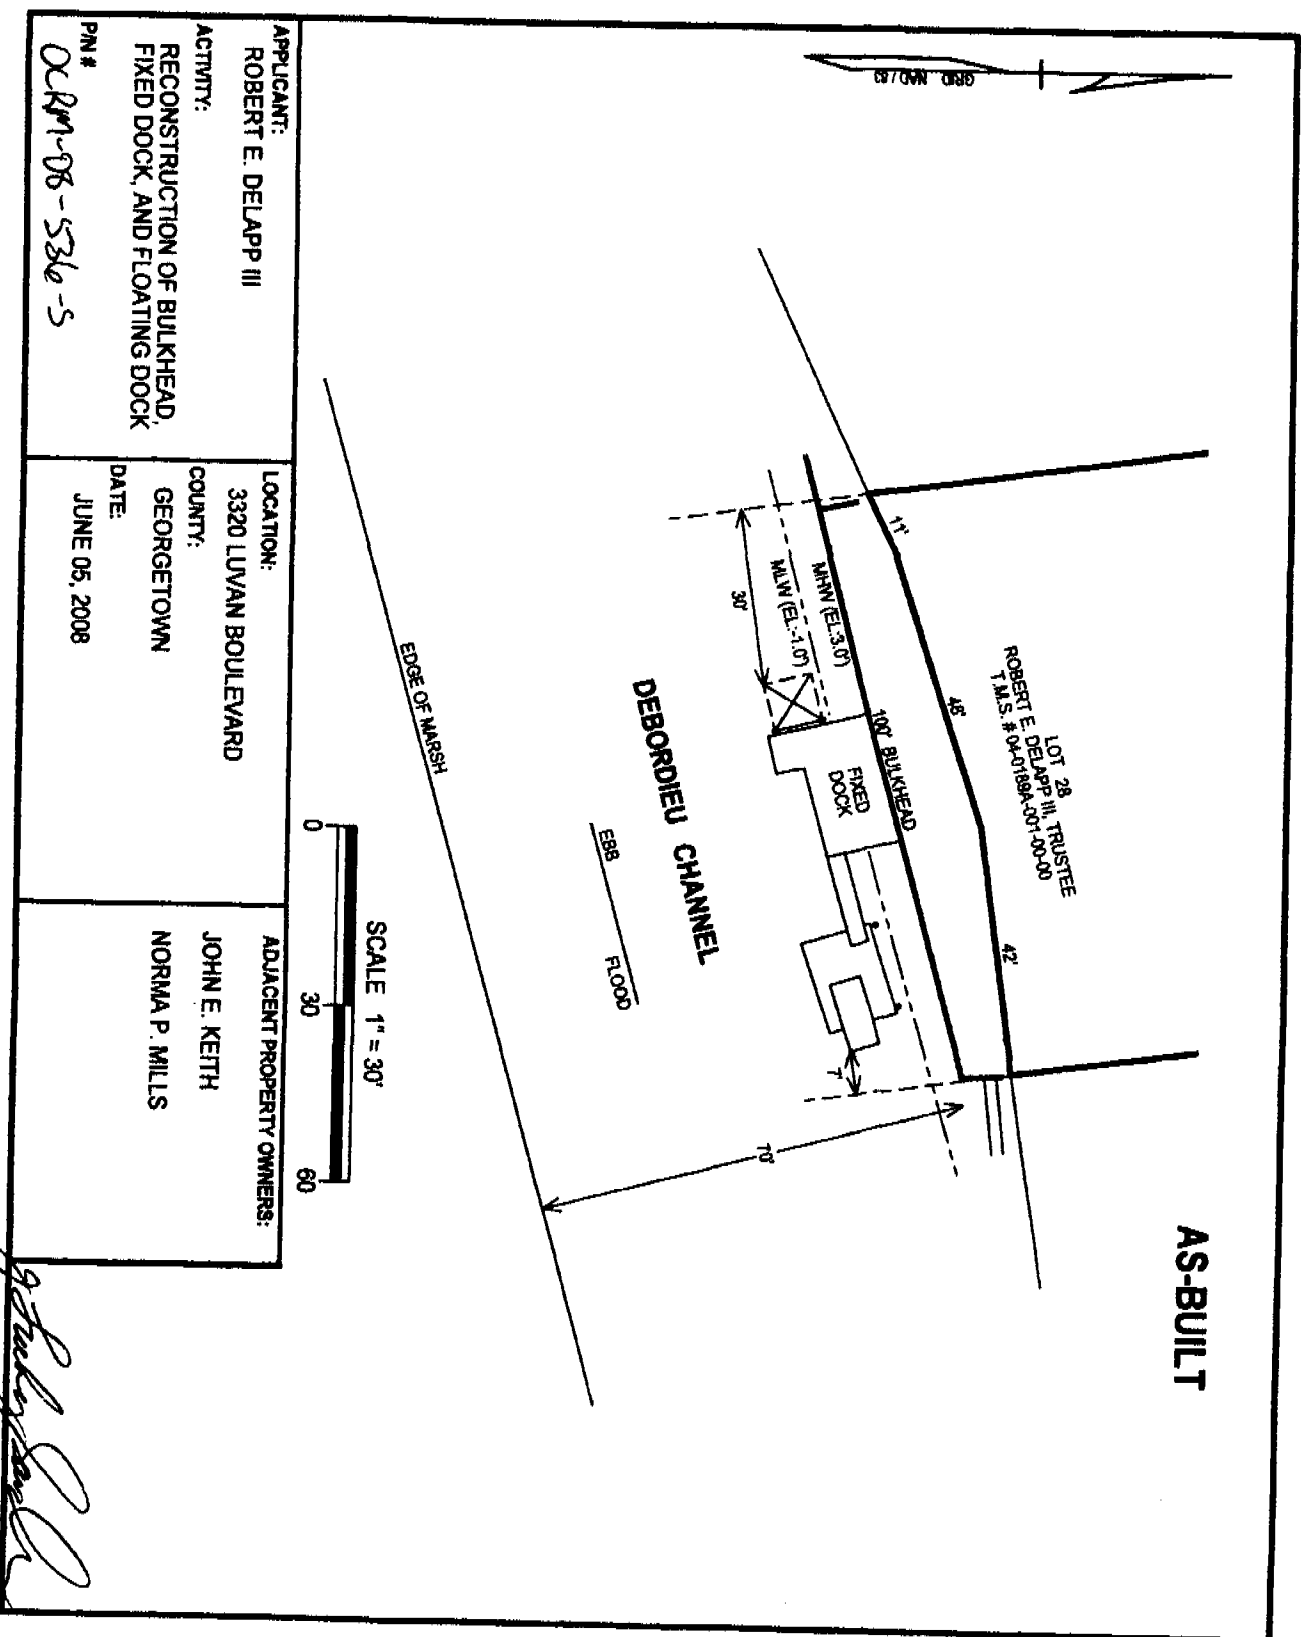 AS-BUILT
GRID NAD/83
LOT 28
ROBERT E. DELAPP III, TRUSTEE
T.M.S. # 04-0189A-001-00-00
11'
48'
42'
MHW (EL:3.0')
MLW (EL:-1.0')
100' BULKHEAD
30'
FIXED
DOCK
7'
70'
DEBORDIEU CHANNEL
EBB
FLOOD
EDGE OF MARSH
SCALE 1" = 30'
0 30 60
APPLICANT:
ROBERT E. DELAPP III
ACTIVITY:
RECONSTRUCTION OF BULKHEAD,
FIXED DOCK, AND FLOATING DOCK
P/N #
OCRM-08-536-S
LOCATION:
3320 LUVAN BOULEVARD
COUNTY:
GEORGETOWN
DATE:
JUNE 05, 2008
ADJACENT PROPERTY OWNERS:
JOHN E. KEITH
NORMA P. MILLS